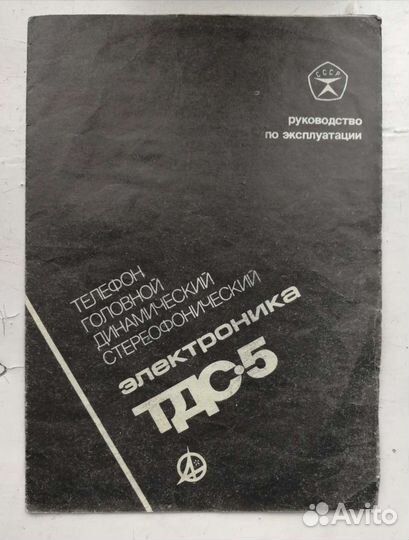 СССР
руководство
по эксплуатации
ТЕЛЕФОН
ГОЛОВНОЙ
ДИНАМИЧЕСКИЙ
СТЕРЕОФОНИЧЕСКИЙ
электроника
ТДС·5
Avito